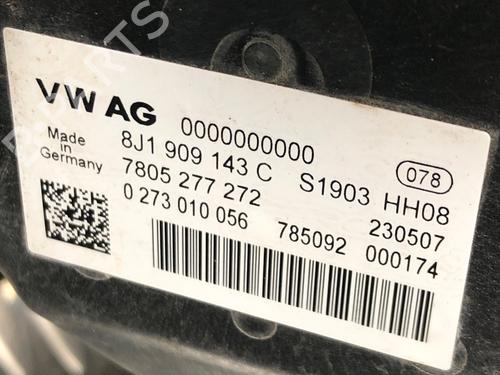 VW AG 0000000000
Made in Germany
8J1 909 143 C S1903 HH08
078
7805 277 272 230507
0 273 010 056 785092 000174
PARTS